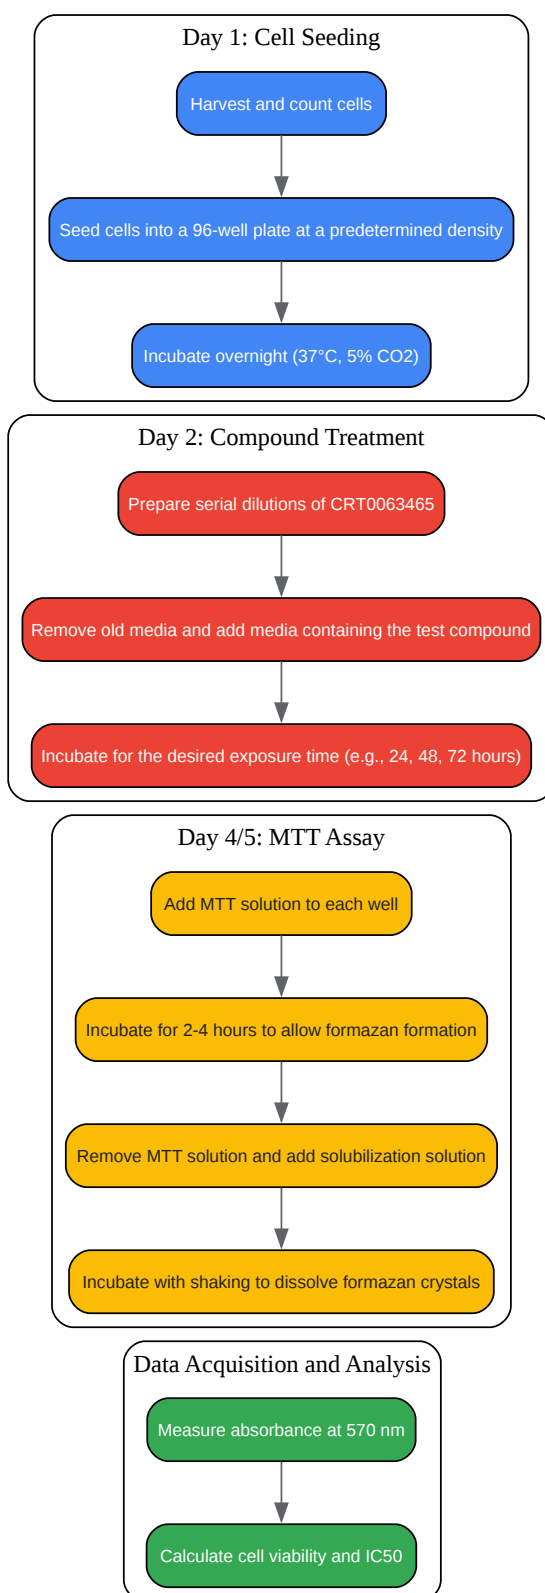 Day 1: Cell Seeding
Harvest and count cells
Seed cells into a 96-well plate at a predetermined density
Incubate overnight (37°C, 5% CO2)
Day 2: Compound Treatment
Prepare serial dilutions of CRT0063465
Remove old media and add media containing the test compound
Incubate for the desired exposure time (e.g., 24, 48, 72 hours)
Day 4/5: MTT Assay
Add MTT solution to each well
Incubate for 2-4 hours to allow formazan formation
Remove MTT solution and add solubilization solution
Incubate with shaking to dissolve formazan crystals
Data Acquisition and Analysis
Measure absorbance at 570 nm
Calculate cell viability and IC50